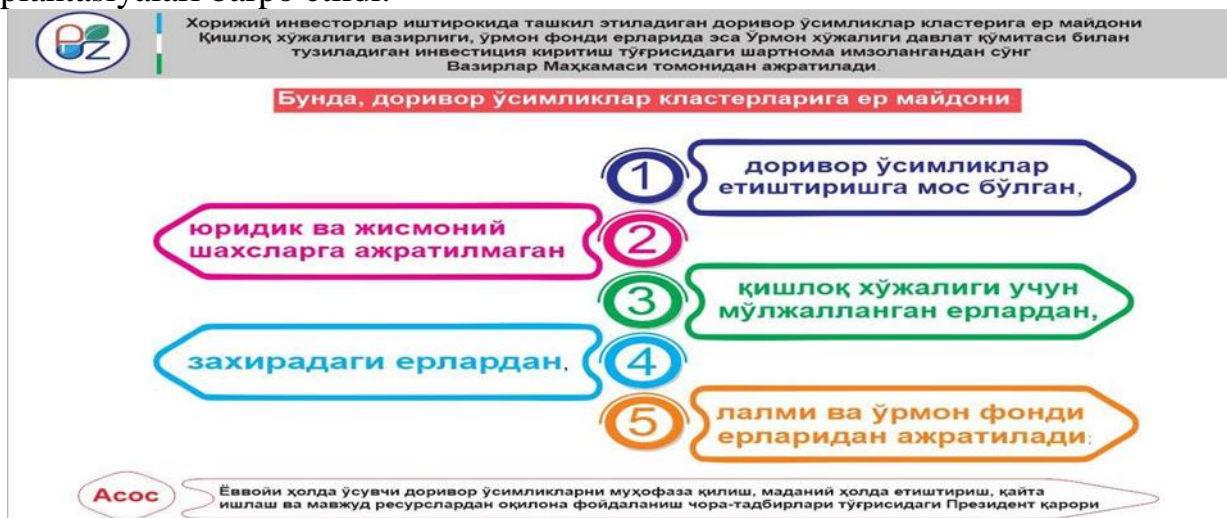 plantasiyalari barpo etildi.
PZ
Хорижий инвесторлар иштирокида ташкил этиладиган доривор ўсимликлар кластерига ер майдони
Қишлоқ хўжалиги вазирлиги, ўрмон фонди ерларида эса Ўрмон хўжалиги давлат қўмитаси билан
тузиладиган инвестиция киритиш тўғрисидаги шартнома имзолангандан сўнг
Вазирлар Маҳкамаси томонидан ажратилади.
Бунда, доривор ўсимликлар кластерларига ер майдони:
1
доривор ўсимликлар
етиштиришга мос бўлган,
юридик ва жисмоний
шахсларга ажратилмаган
2
3
қишлоқ хўжалиги учун
мўлжалланган ерлардан,
захирадаги ерлардан,
4
5
лалми ва ўрмон фонди
ерларидан ажратилади;
Асос
Ёввойи ҳолда ўсувчи доривор ўсимликларни муҳофаза қилиш, маданий ҳолда етиштириш, қайта
ишлаш ва мавжуд ресурслардан оқилона фойдаланиш чора-тадбирлари тўғрисидаги Президент қарори